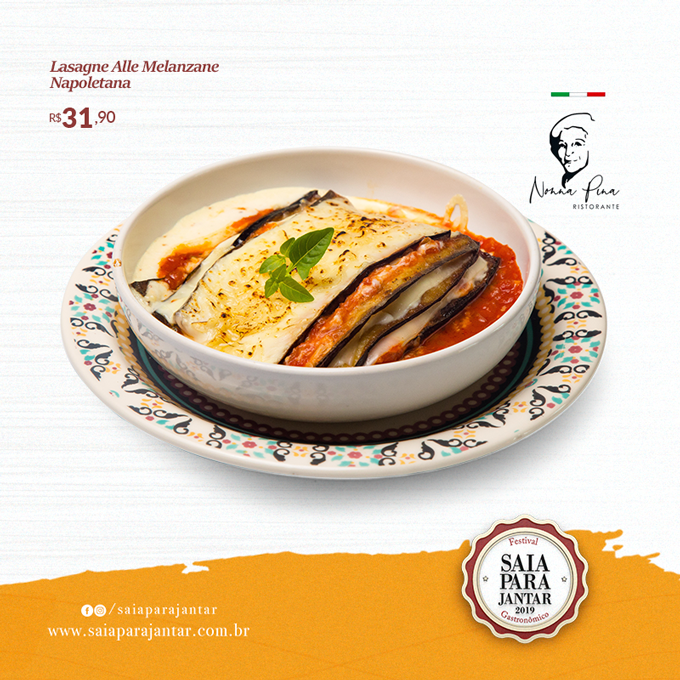 Lasagne Alle Melanzane
Napoletana
R$31,90
Nonna Pina
RISTORANTE
Festival
SAIA
PARA
JANTAR
2019
Gastronômico
/saiaparajantar
www.saiaparajantar.com.br